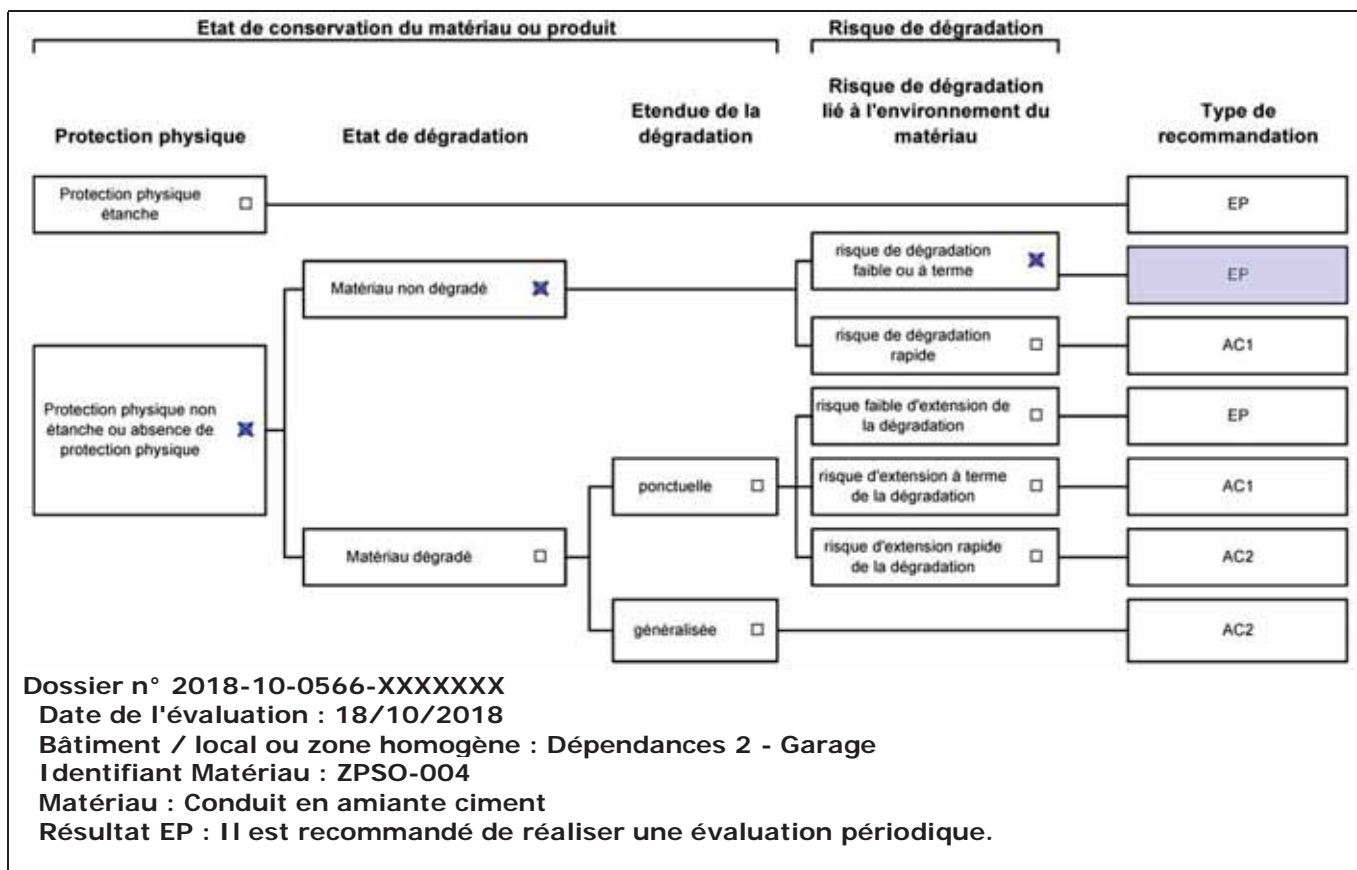 Etat de conservation du matériau ou produit
Risque de dégradation
Protection physique
Etat de dégradation
Etendue de la
dégradation
Risque de dégradation
lié à l'environnement du
matériau
Type de
recommandation
Protection physique
étanche
EP
Matériau non dégradé
risque de dégradation
faible ou à terme
EP
risque de dégradation
rapide
AC1
Protection physique non
étanche ou absence de
protection physique
risque faible d'extension de
la dégradation
EP
ponctuelle
risque d'extension à terme
de la dégradation
AC1
Matériau dégradé
risque d'extension rapide
de la dégradation
AC2
généralisée
AC2
Dossier n° 2018-10-0566-XXXXXXX
Date de l'évaluation : 18/10/2018
Bâtiment / local ou zone homogène : Dépendances 2 - Garage
Identifiant Matériau : ZPSO-004
Matériau : Conduit en amiante ciment
Résultat EP : Il est recommandé de réaliser une évaluation périodique.